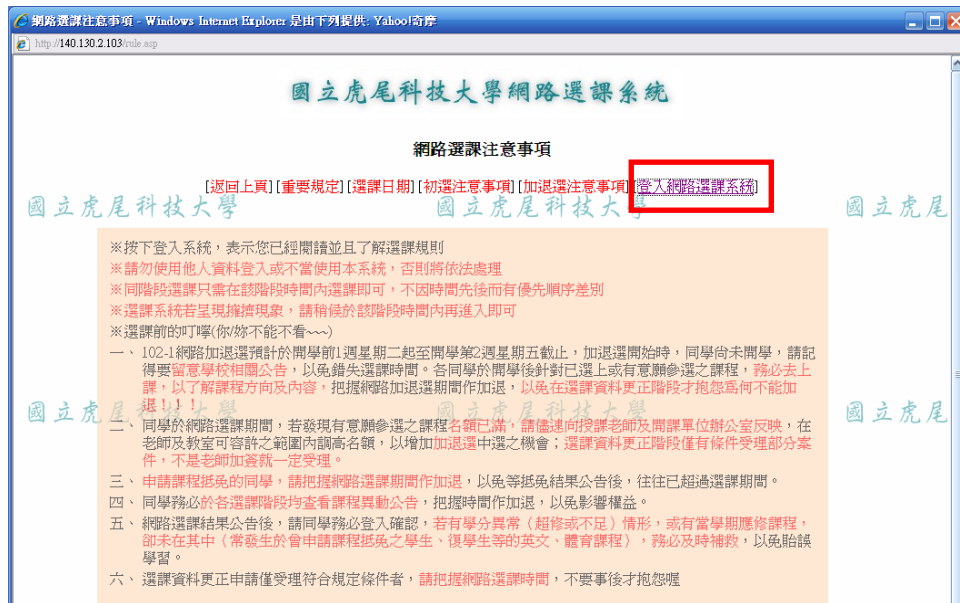 網路選課注意事項 - Windows Internet Explorer 是由下列提供: Yahoo!奇摩
http://140.130.2.103/rule.asp
國立虎尾科技大學網路選課系統
網路選課注意事項
[返回上頁][重要規定][選課日期][初選注意事項][加退選注意事項][登入網路選課系統]
國立虎尾科技大學 國立虎尾科技大學 國立虎尾
※按下登入系統，表示您已經閱讀並且了解選課規則
※請勿使用他人資料登入或不當使用本系統，否則將依法處理
※同階段選課只需在該階段時間內選課即可，不因時間先後而有優先順序差別
※選課系統若呈現擁擠現象，請稍候於該階段時間內再進入即可
※選課前的叮嚀(你/妳不能不看~~~)
一、 102-1網路加退選預計於開學前1週星期二起至開學第2週星期五截止，加退選開始時，同學尚未開學，請記
得要留意學校相關公告，以免錯失選課時間。各同學於開學後針對已選上或有意願參選之課程，務必去上
課，以了解課程方向及內容，把握網路加退選期間作加退，以免在選課資料更正階段才抱怨爲何不能加
退！！！
國立虎尾科技大學 國立虎尾科技大學 國立虎尾
二、 同學於網路選課期間，若發現有意願參選之課程名額已滿，請儘速向授課老師及開課單位辦公室反映，在
老師及教室可容許之範圍內調高名額，以增加加退選中選之機會；選課資料更正階段僅有條件受理部分案
件，不是老師加簽就一定受理。
三、 申請課程抵免的同學，請把握網路選課期間作加退，以免等抵免結果公告後，往往已超過選課期間。
四、 同學務必於各選課階段均查看課程異動公告，把握時間作加退，以免影響權益。
五、 網路選課結果公告後，請同學務必登入確認，若有學分異常（超修或不足）情形，或有當學期應修課程，
卻未在其中（常發生於曾申請課程抵免之學生、復學生等的英文、體育課程），務必及時補救，以免貽誤
學習。
六、 選課資料更正申請僅受理符合規定條件者，請把握網路選課時間，不要事後才抱怨喔